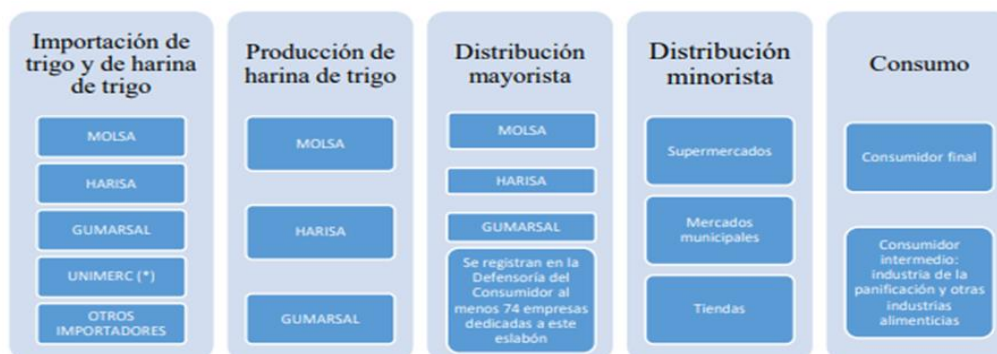 Importación de
trigo y de harina
de trigo
MOLSA
HARISA
GUMARSAL
UNIMERC (*)
OTROS
IMPORTADORES
Producción de
harina de trigo
MOLSA
HARISA
GUMARSAL
Distribución
mayorista
MOLSA
HARISA
GUMARSAL
Se registran en la
Defensoría del
Consumidor al
menos 74 empresas
dedicadas a este
eslabón
Distribución
minorista
Supermercados
Mercados
municipales
Tiendas
Consumo
Consumidor final
Consumidor
intermedio:
industria de la
panificación y otras
industrias
alimenticias